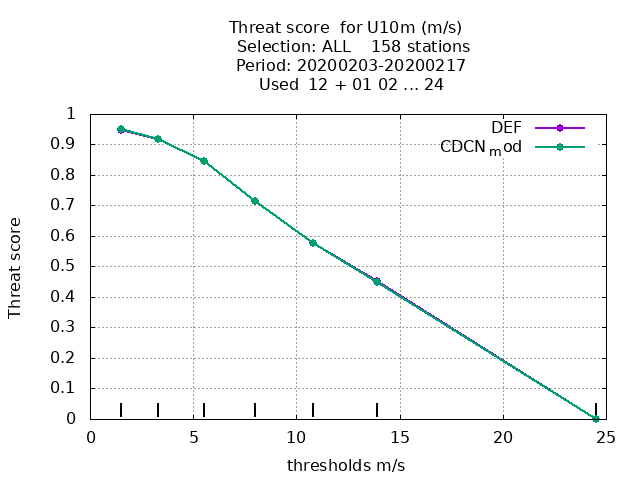 Threat score  for U10m (m/s)
Selection: ALL    158 stations
Period: 20200203-20200217
Used  12 + 01 02 ... 24
DEF
CDCN_mod
Threat score
1
0.9
0.8
0.7
0.6
0.5
0.4
0.3
0.2
0.1
0
0 5 10 15 20 25
thresholds m/s